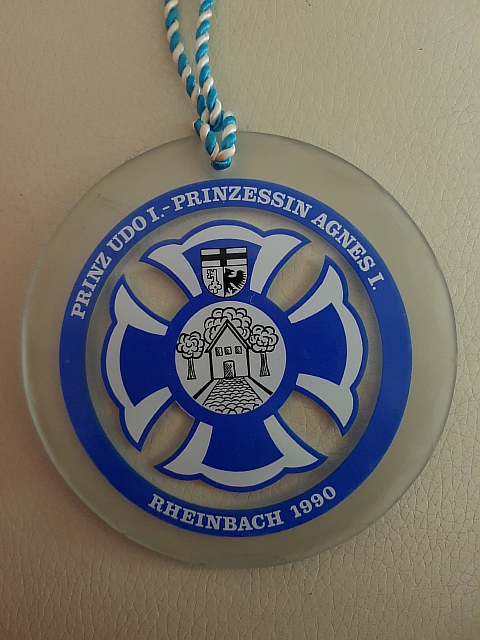 PRINZ UDO I.-PRINZESSIN AGNES I.
RHEINBACH 1990